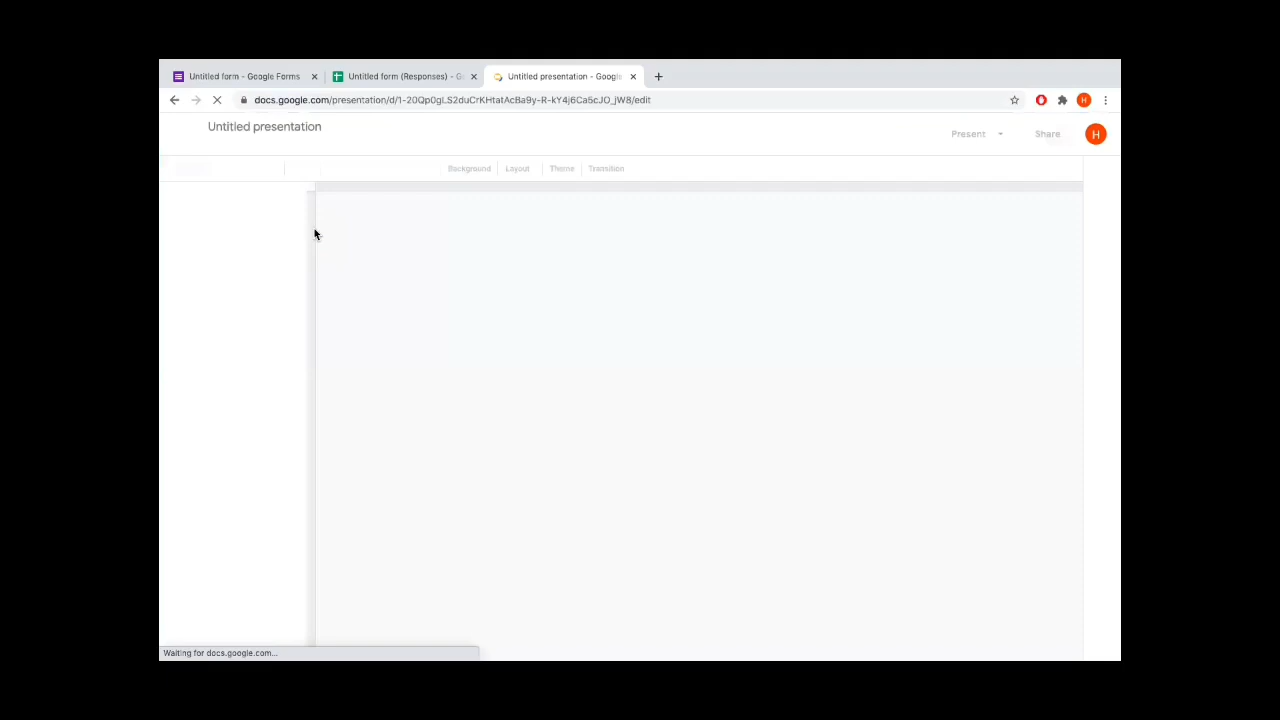 Untitled form - Google Forms
Untitled form (Responses) - Go
Untitled presentation - Google
docs.google.com/presentation/d/1-20Qp0gLS2duCrKHtatAcBa9y-R-kY4j6Ca5cJO_jW8/edit
H
Untitled presentation
Present
Share
H
Background
Layout
Theme
Transition
Waiting for docs.google.com...